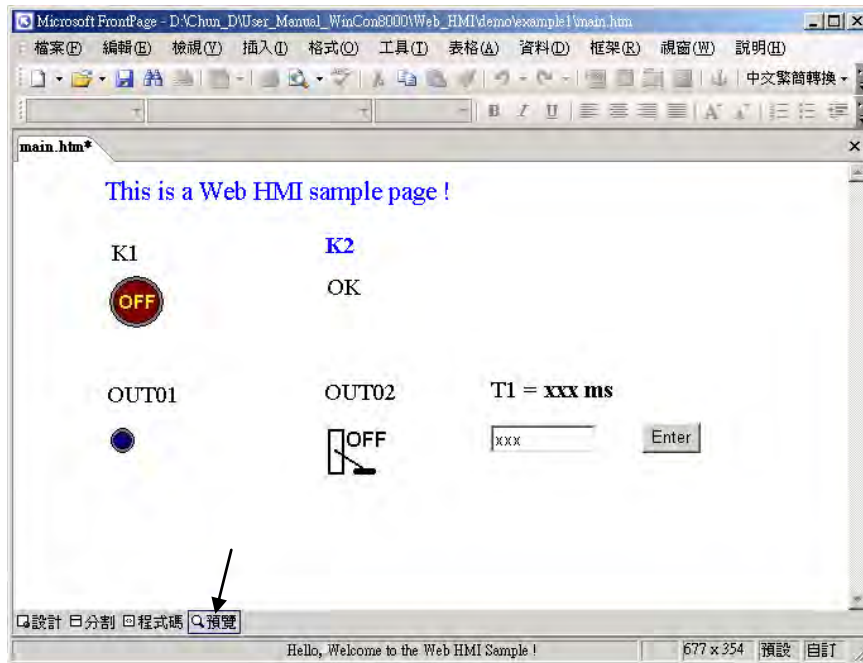 Microsoft FrontPage - D:\Chun_D\User_Manual_WinCon8000\Web_HMI\demo\example1\main.htm
檔案(F) 編輯(E) 檢視(V) 插入(I) 格式(O) 工具(T) 表格(A) 資料(D) 框架(R) 視窗(W) 說明(H)
中文繁簡轉換
B I U A A
main.htm*
This is a Web HMI sample page !
K1 K2
OFF OK
OUT01 OUT02 T1 = xxx ms
OFF xxx Enter
設計 分割 程式碼 預覽
Hello, Welcome to the Web HMI Sample ! 677 x 354 預設 自訂